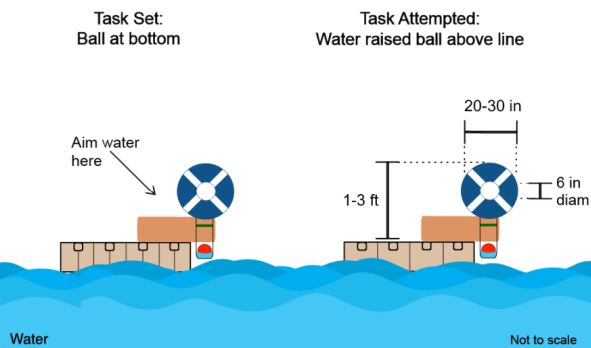 Task Set:
Ball at bottom
Task Attempted:
Water raised ball above line
Aim water
here
20-30 in
1-3 ft
6 in
diam
Water
Not to scale